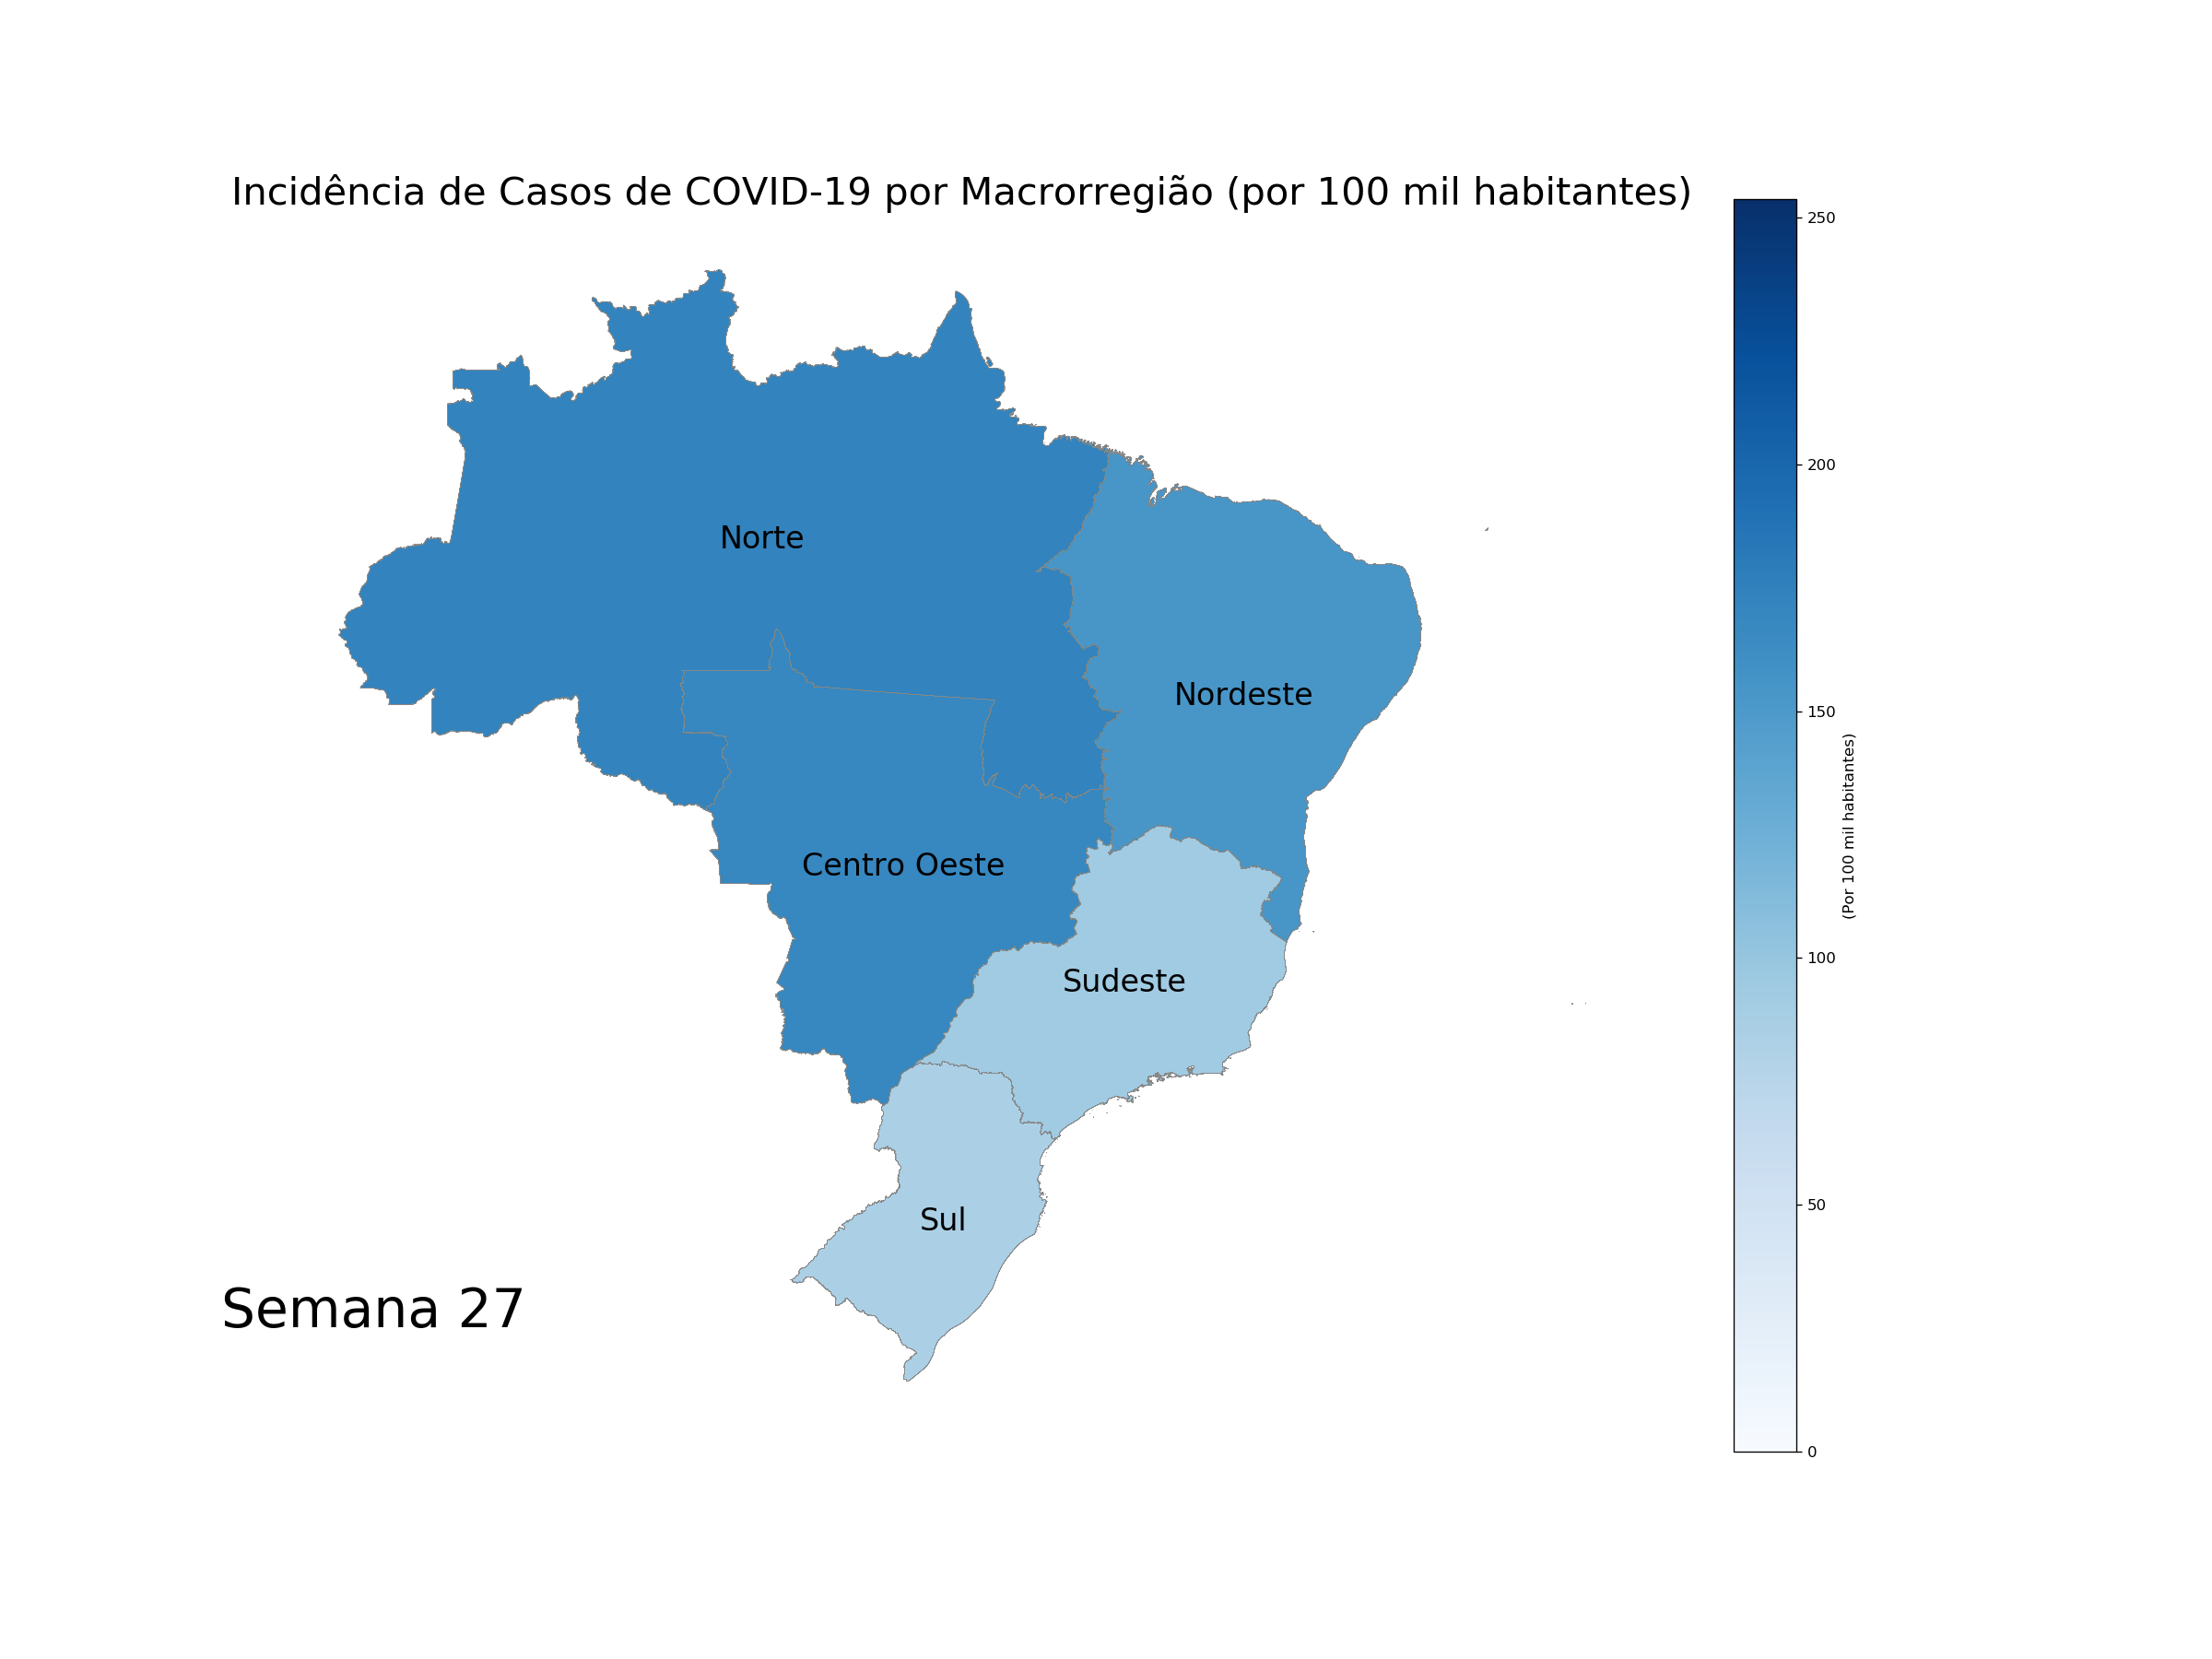 Incidência de Casos de COVID-19 por Macrorregião (por 100 mil habitantes)
Norte
Nordeste
Centro Oeste
Sudeste
Sul
Semana 27
250
200
150
100
50
0
(Por 100 mil habitantes)